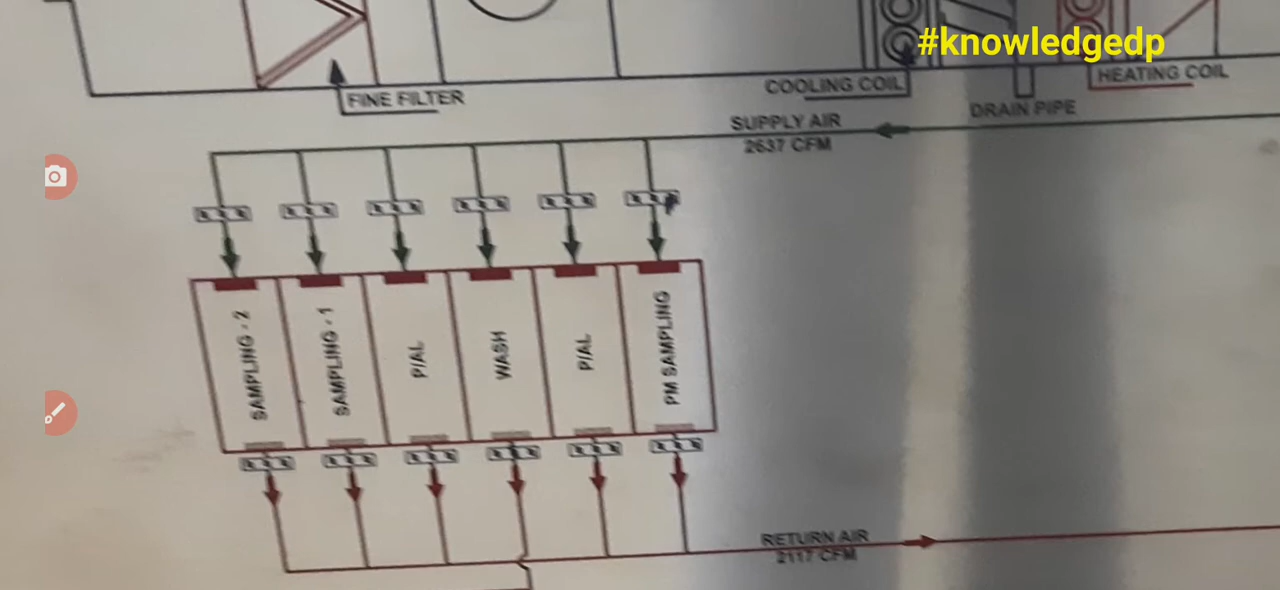 #knowledgedp
FINE FILTER
COOLING COIL
HEATING COIL
DRAIN PIPE
SUPPLY AIR
2637 CFM
SAMPLING - 2
SAMPLING - 1
P/AL
WASH
P/AL
PM SAMPLING
RETURN AIR
2117 CFM